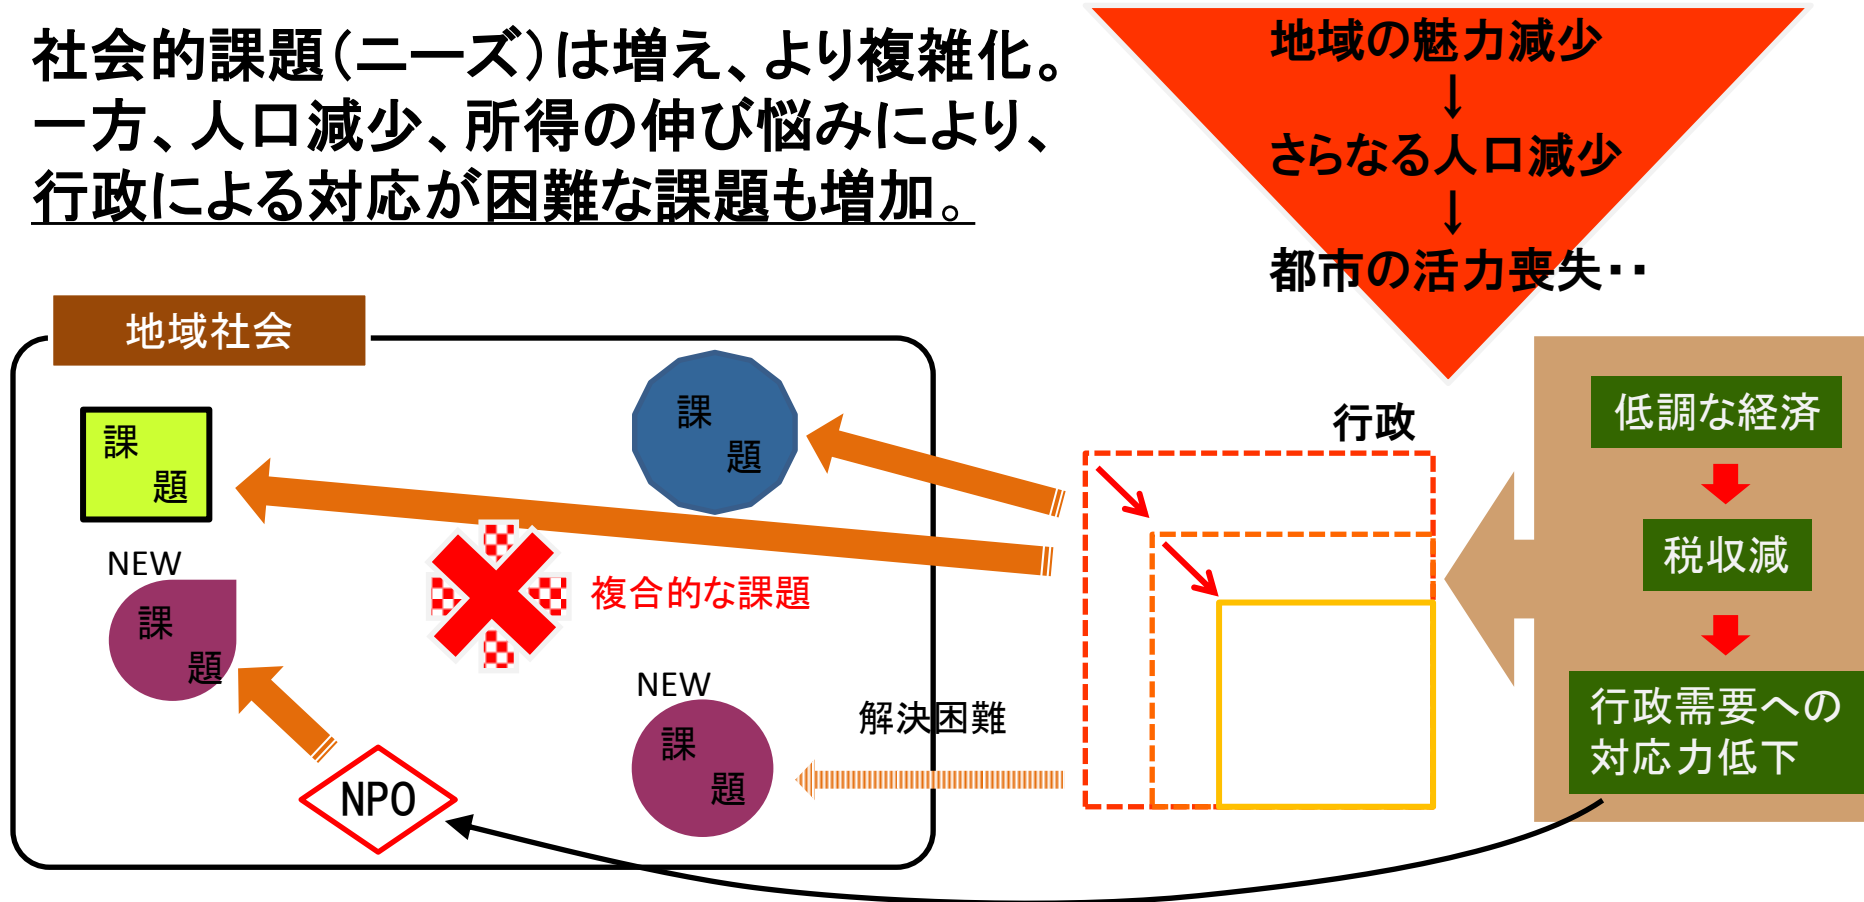 社会的課題（ニーズ）は増え、より複雑化。
一方、人口減少、所得の伸び悩みにより、
行政による対応が困難な課題も増加。
地域の魅力減少
↓
さらなる人口減少
↓
都市の活力喪失・・
地域社会
課
題
課
題
NEW
課
題
複合的な課題
NEW
課
題
解決困難
NPO
行政
低調な経済
税収減
行政需要への
対応力低下